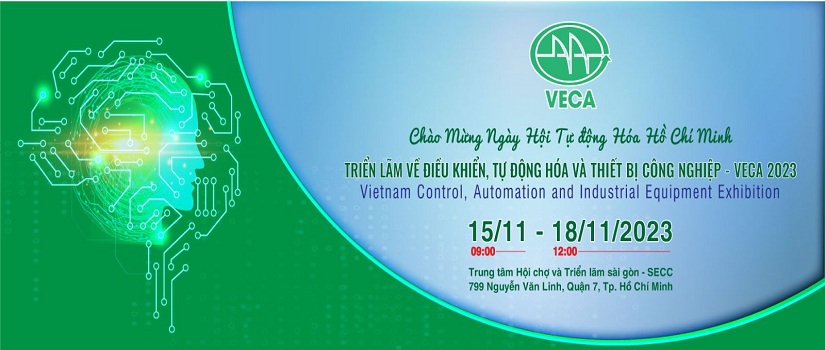 VECA
Chào Mừng Ngày Hội Tự động Hóa Hồ Chí Minh
TRIỂN LÃM VỀ ĐIỀU KHIỂN, TỰ ĐỘNG HÓA VÀ THIẾT BỊ CÔNG NGHIỆP - VECA 2023
Vietnam Control, Automation and Industrial Equipment Exhibition
15/11 - 18/11/2023
09:00 12:00
Trung tâm Hội chợ và Triển lãm sài gòn - SECC
799 Nguyễn Văn Linh, Quận 7, Tp. Hồ Chí Minh